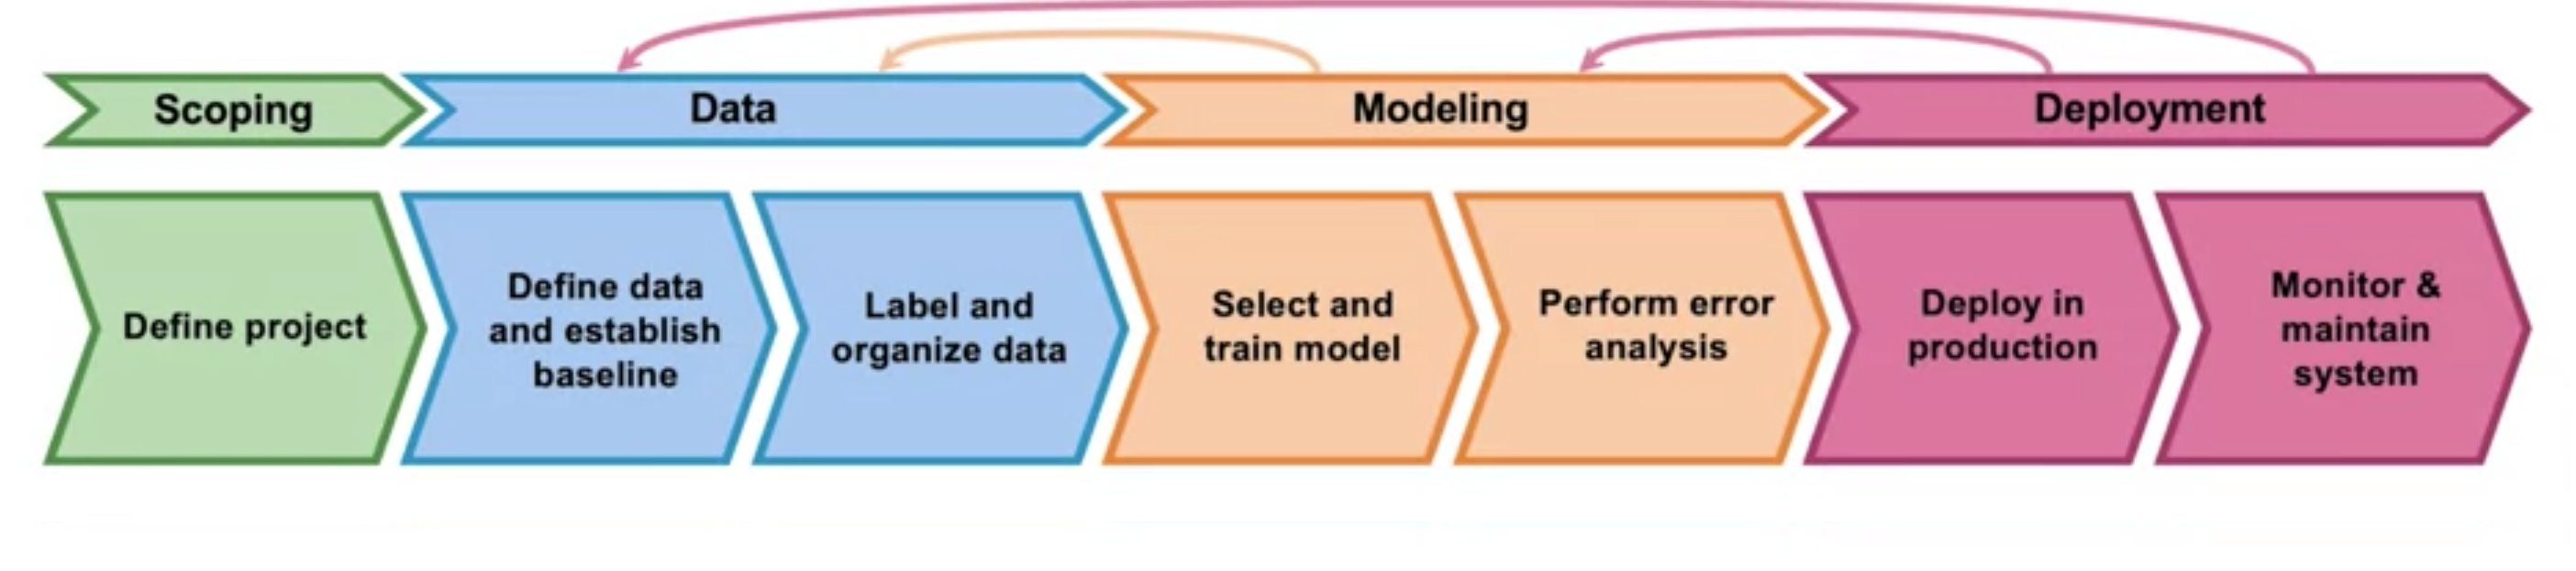 Scoping
Data
Modeling
Deployment
Define project
Define data
and establish
baseline
Label and
organize data
Select and
train model
Perform error
analysis
Deploy in
production
Monitor &
maintain
system